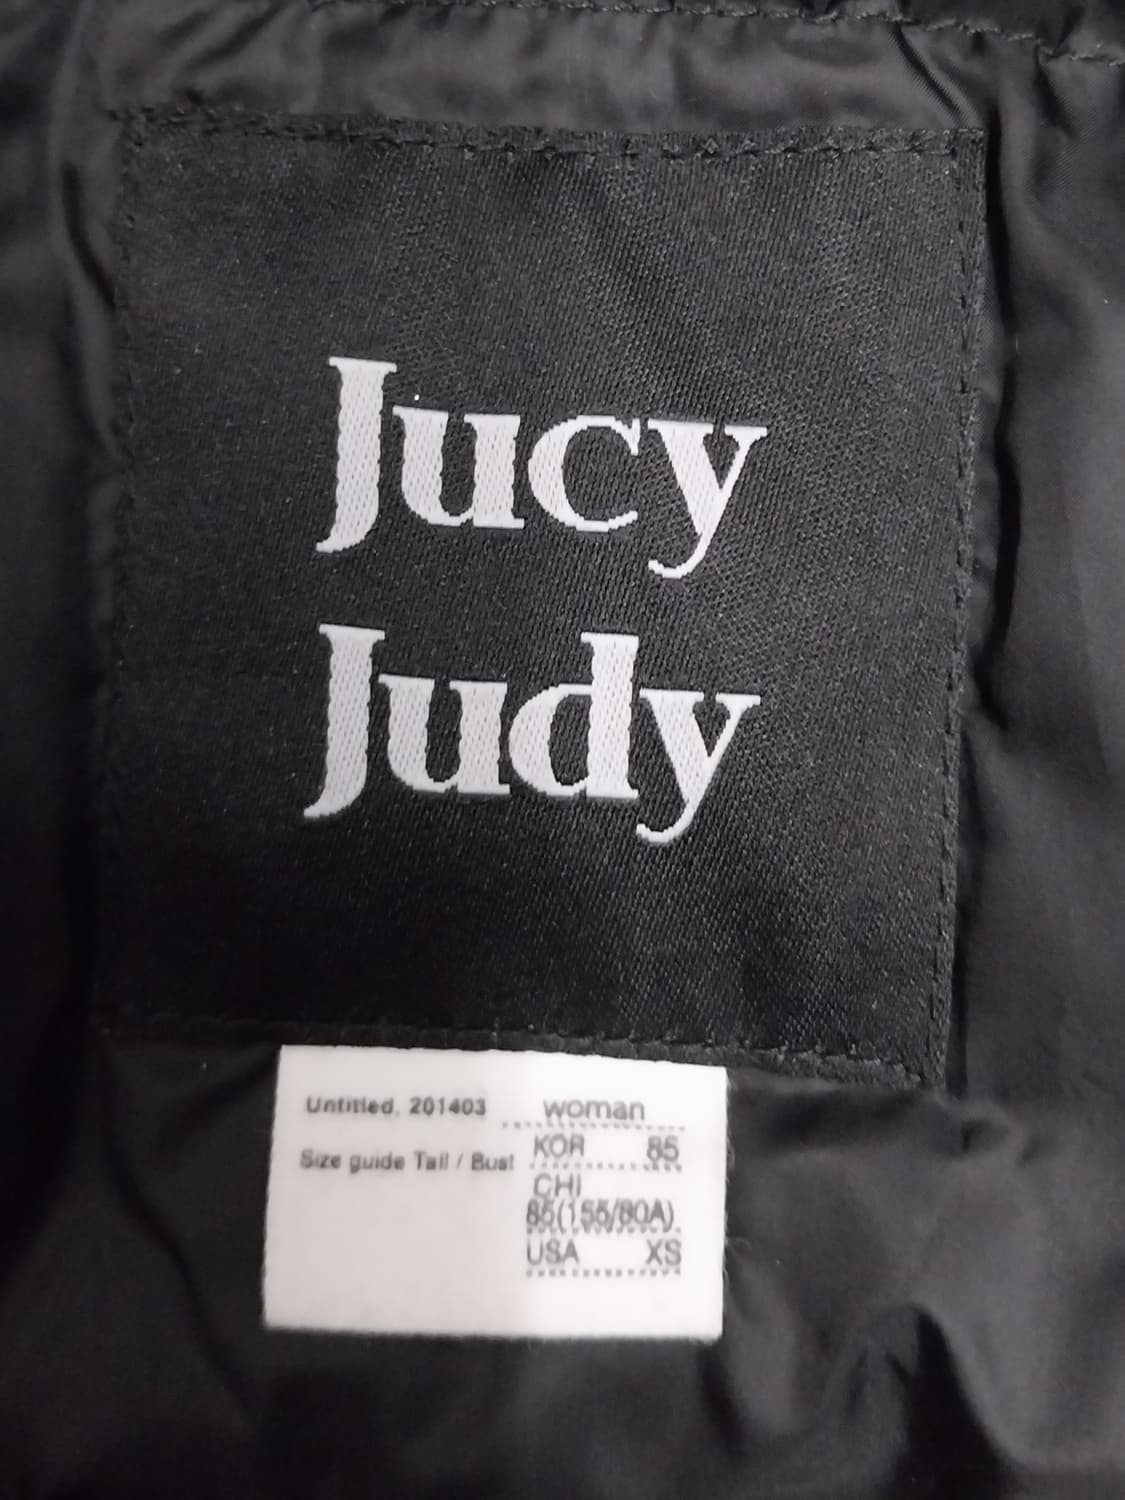 Jucy
Judy
Untitled, 201403
Size guide Tall / Bust
woman
KOR 85
CHI
85(155/80A)
USA XS